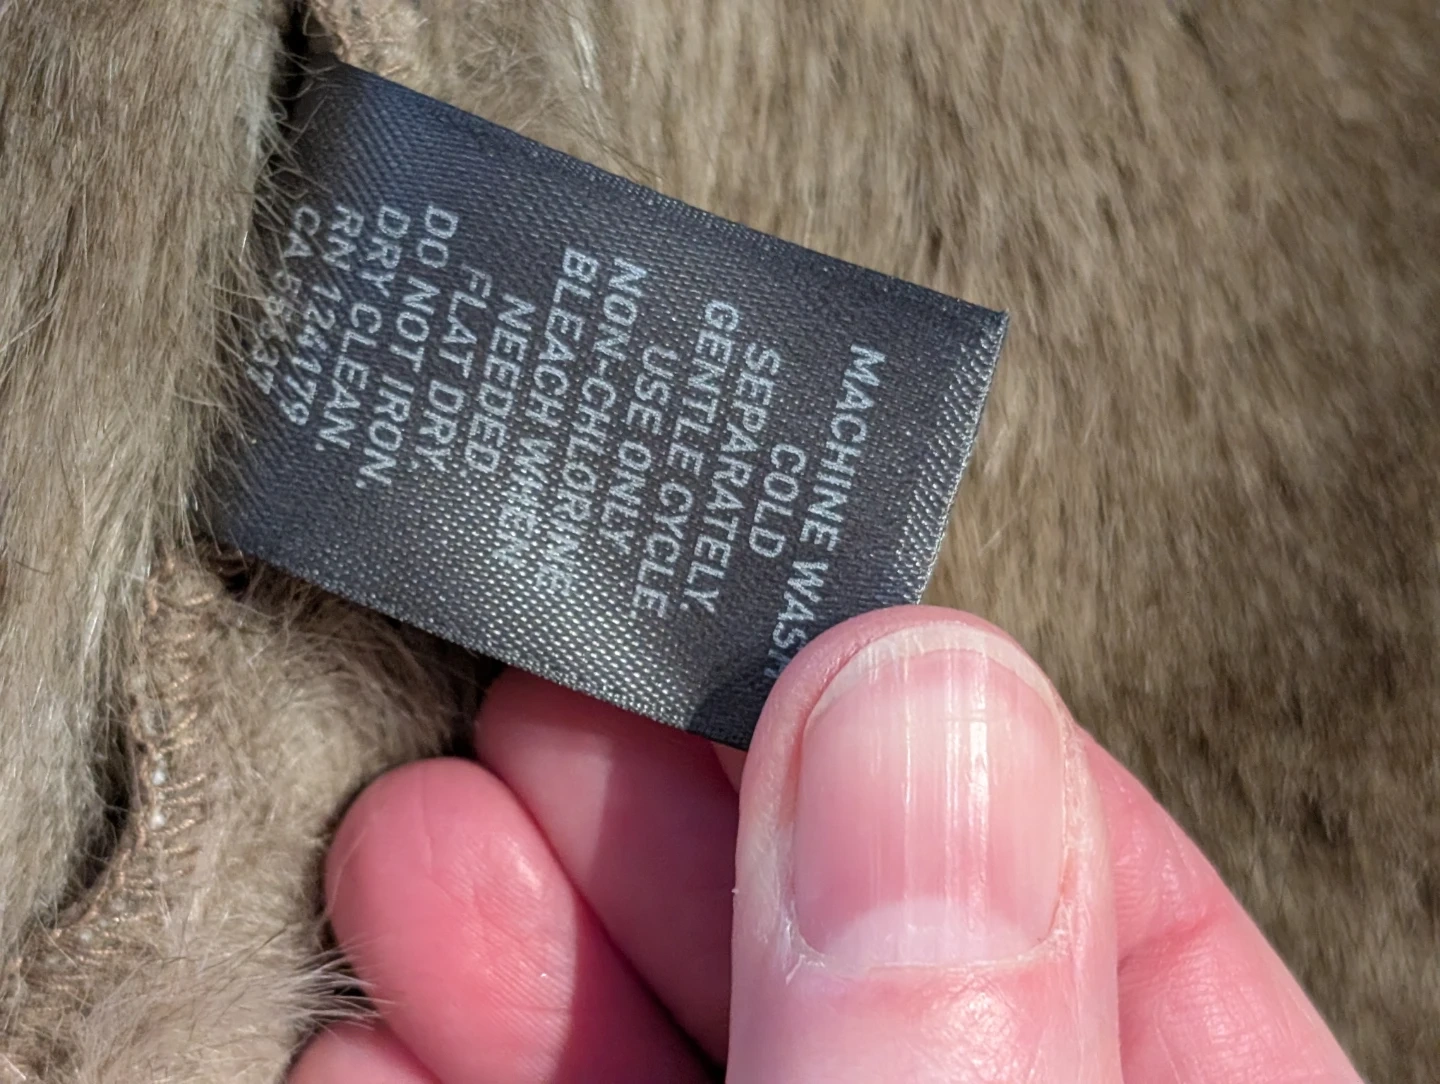 MACHINE WASH
COLD
SEPARATELY.
GENTLE CYCLE
USE ONLY
NON-CHLORINE
BLEACH WHEN
NEEDED
FLAT DRY.
DO NOT IRON.
DRY CLEAN.
RN 124179
CA